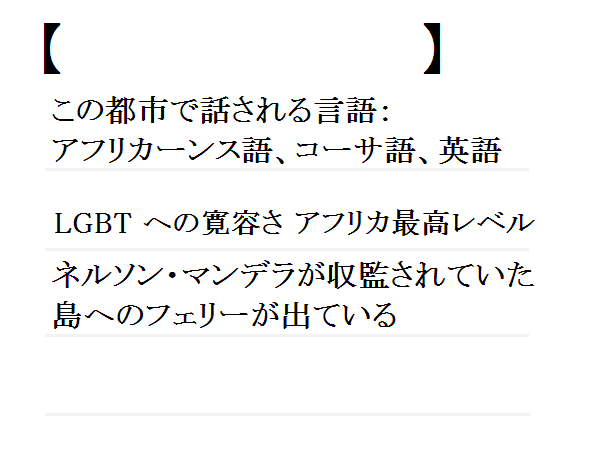 【 】
この都市で話される言語：
アフリカーンス語、コーサ語、英語
LGBT への寛容さ アフリカ最高レベル
ネルソン・マンデラが収監されていた
島へのフェリーが出ている